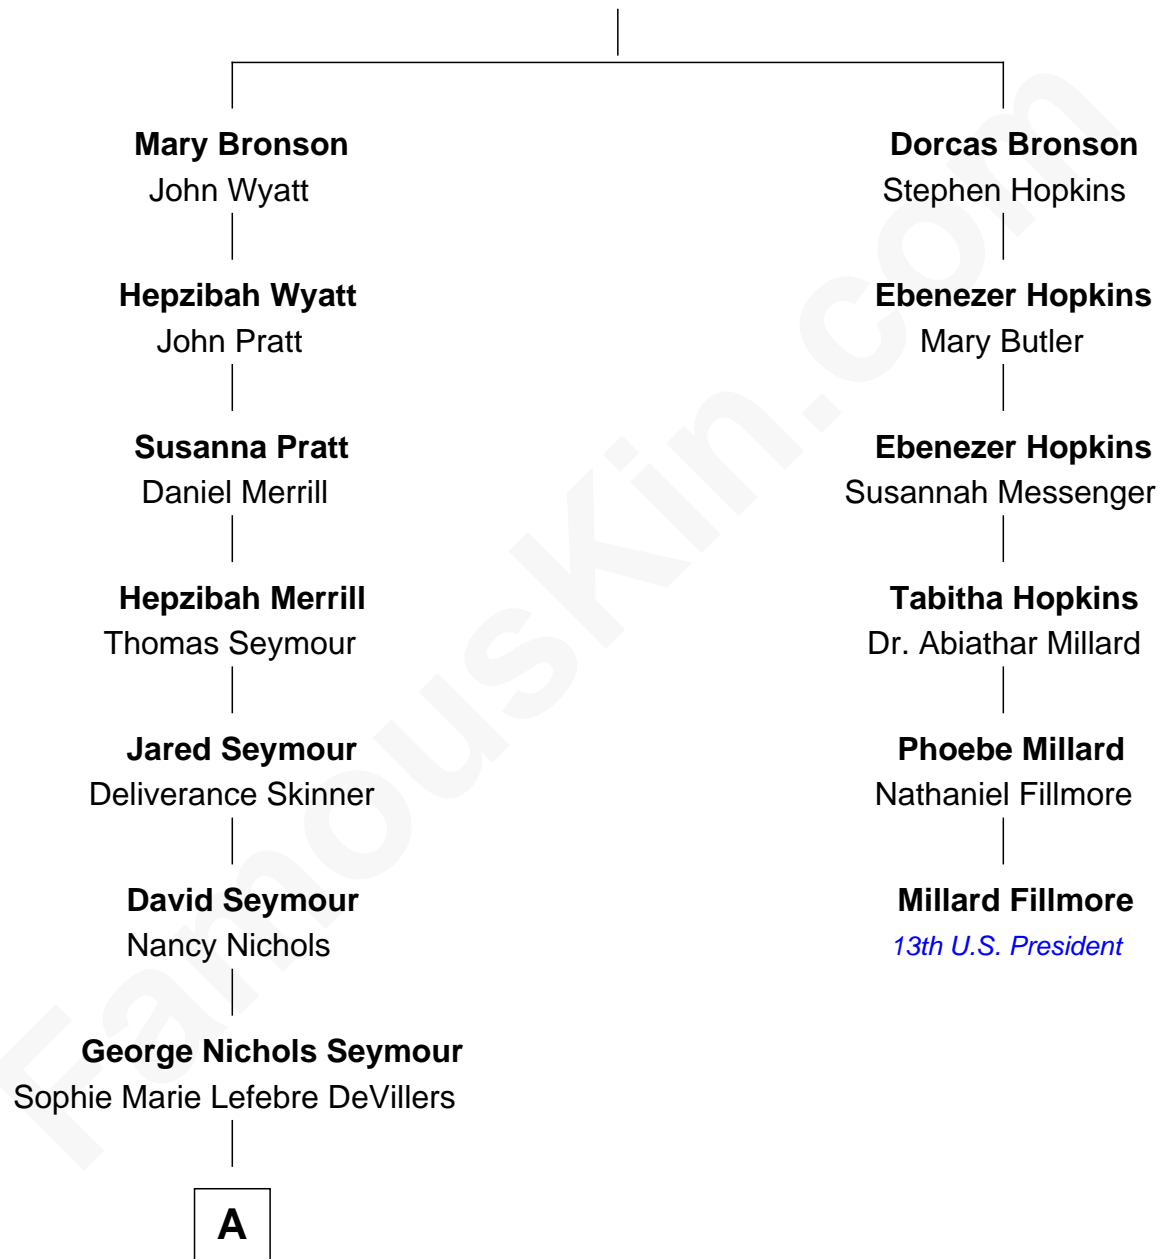 Mary Bronson
John Wyatt
Hepzibah Wyatt
John Pratt
Susanna Pratt
Daniel Merrill
Hepzibah Merrill
Thomas Seymour
Jared Seymour
Deliverance Skinner
David Seymour
Nancy Nichols
George Nichols Seymour
Sophie Marie Lefebre DeVillers
A
Dorcas Bronson
Stephen Hopkins
Ebenezer Hopkins
Mary Butler
Ebenezer Hopkins
Susannah Messenger
Tabitha Hopkins
Dr. Abiathar Millard
Phoebe Millard
Nathaniel Fillmore
Millard Fillmore
13th U.S. President
FamousKin.com